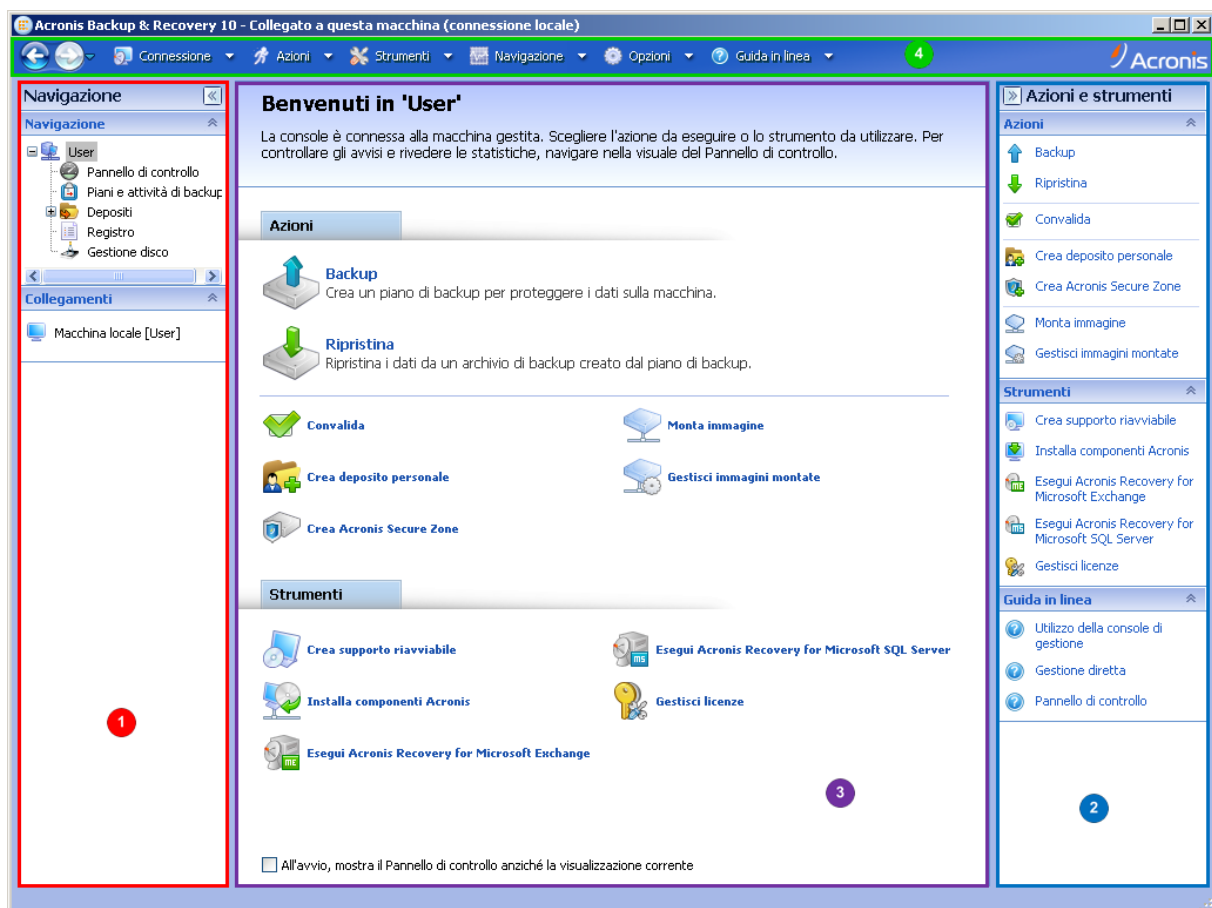 Acronis Backup & Recovery 10 - Collegato a questa macchina (connessione locale)
Connessione
Azioni
Strumenti
Navigazione
Opzioni
Guida in linea
4
Acronis
Navigazione
Navigazione
User
Pannello di controllo
Piani e attività di backup
Depositi
Registro
Gestione disco
Collegamenti
Macchina locale [User]
1
Benvenuti in 'User'
La console è connessa alla macchina gestita. Scegliere l'azione da eseguire o lo strumento da utilizzare. Per
controllare gli avvisi e rivedere le statistiche, navigare nella visuale del Pannello di controllo.
Azioni
Backup
Crea un piano di backup per proteggere i dati sulla macchina.
Ripristina
Ripristina i dati da un archivio di backup creato dal piano di backup.
Convalida
Monta immagine
Crea deposito personale
Gestisci immagini montate
Crea Acronis Secure Zone
Strumenti
Crea supporto riavviabile
MS
Esegui Acronis Recovery for Microsoft SQL Server
Installa componenti Acronis
Gestisci licenze
ME
Esegui Acronis Recovery for Microsoft Exchange
3
All'avvio, mostra il Pannello di controllo anziché la visualizzazione corrente
Azioni e strumenti
Azioni
Backup
Ripristina
Convalida
Crea deposito personale
Crea Acronis Secure Zone
Monta immagine
Gestisci immagini montate
Strumenti
Crea supporto riavviabile
Installa componenti Acronis
ME
Esegui Acronis Recovery for
Microsoft Exchange
MS
Esegui Acronis Recovery for
Microsoft SQL Server
Gestisci licenze
Guida in linea
Utilizzo della console di
gestione
Gestione diretta
Pannello di controllo
2